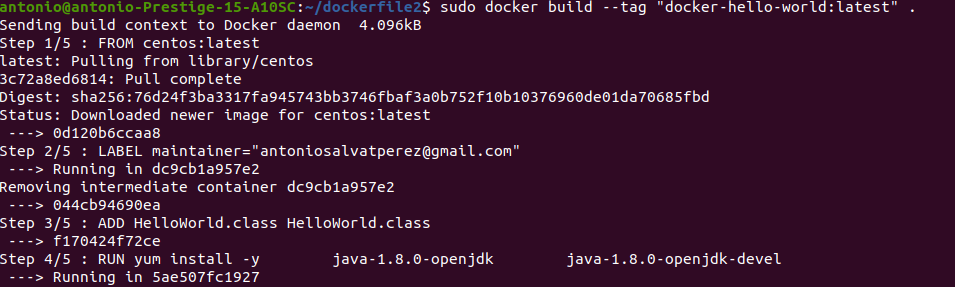 antonio@antonio-Prestige-15-A10SC:~/dockerfile2$ sudo docker build --tag "docker-hello-world:latest" .
Sending build context to Docker daemon  4.096kB
Step 1/5 : FROM centos:latest
latest: Pulling from library/centos
3c72a8ed6814: Pull complete
Digest: sha256:76d24f3ba3317fa945743bb3746fbaf3a0b752f10b10376960de01da70685fbd
Status: Downloaded newer image for centos:latest
 ---> 0d120b6ccaa8
Step 2/5 : LABEL maintainer="antoniosalvatperez@gmail.com"
 ---> Running in dc9cb1a957e2
Removing intermediate container dc9cb1a957e2
 ---> 044cb94690ea
Step 3/5 : ADD HelloWorld.class HelloWorld.class
 ---> f170424f72ce
Step 4/5 : RUN yum install -y        java-1.8.0-openjdk        java-1.8.0-openjdk-devel
 ---> Running in 5ae507fc1927